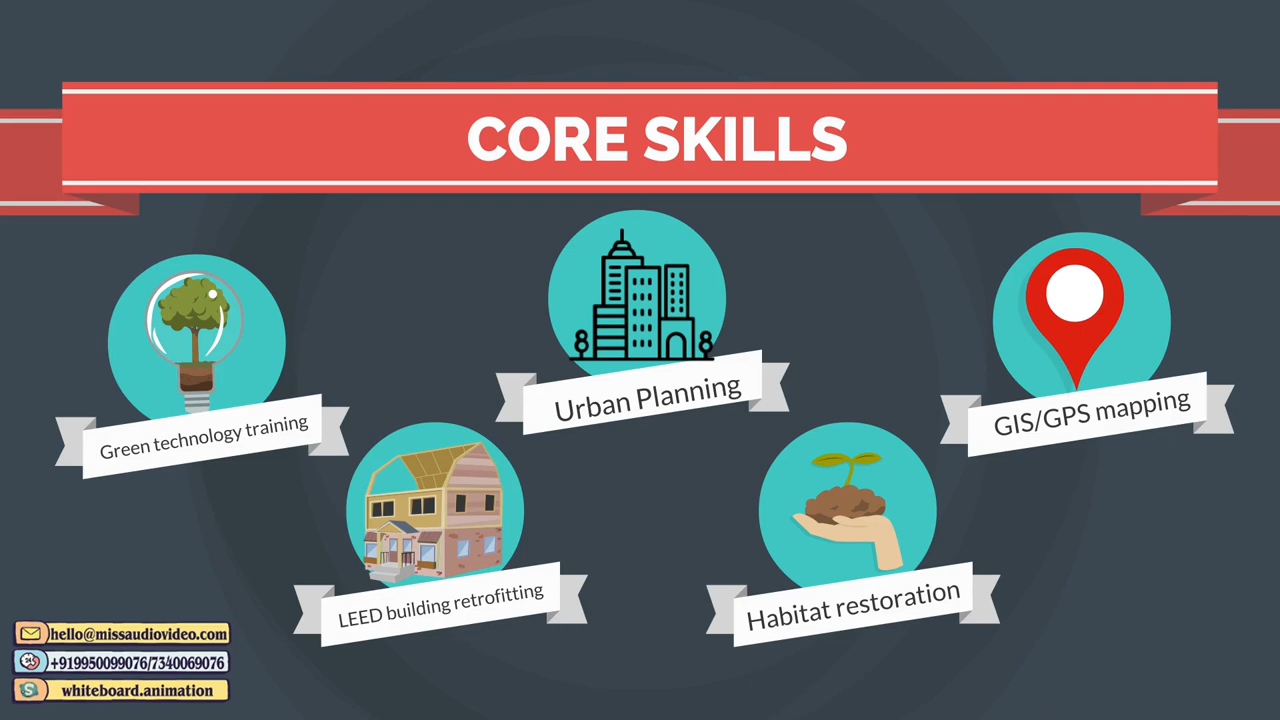 CORE SKILLS
Green technology training
Urban Planning
GIS/GPS mapping
LEED building retrofitting
Habitat restoration
hello@missaudiovideo.com
+919950099076/7340069076
whiteboard.animation